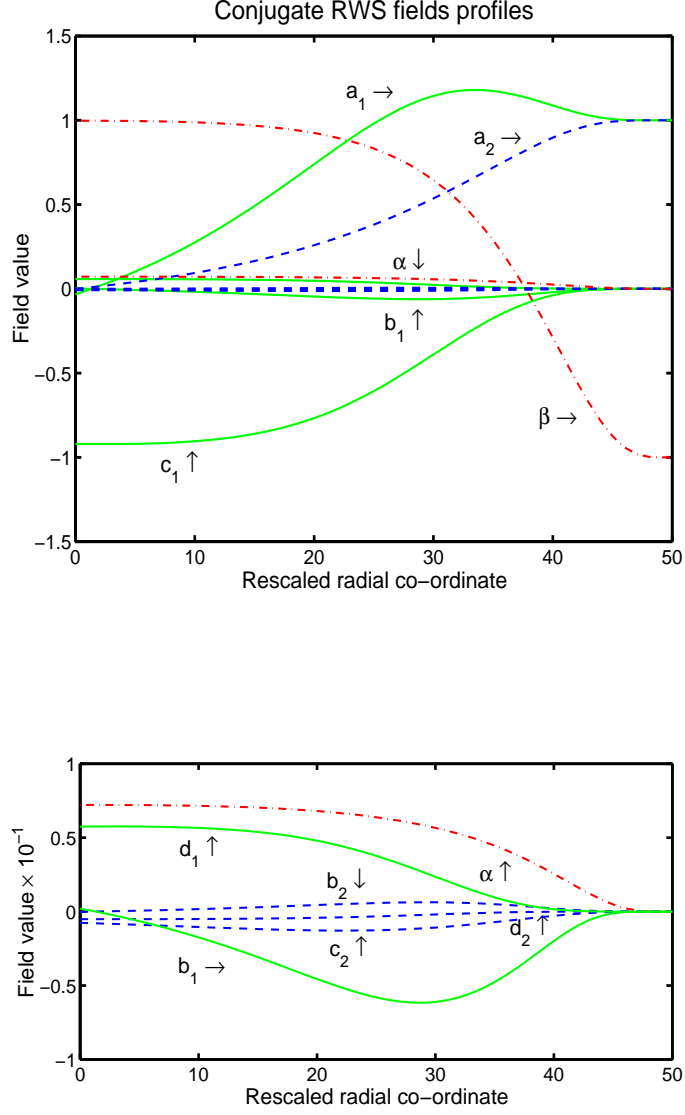 Conjugate RWS fields profiles
1.5
1
0.5
0
−0.5
−1
−1.5
Field value
a1 →
a2 →
α ↓
b1 ↑
β →
c1 ↑
0 10 20 30 40 50
Rescaled radial co−ordinate
1
0.5
0
−0.5
−1
Field value × 10−1
d1 ↑
α ↑
b2 ↓
d2 ↑
c2 ↑
b1 →
0 10 20 30 40 50
Rescaled radial co−ordinate